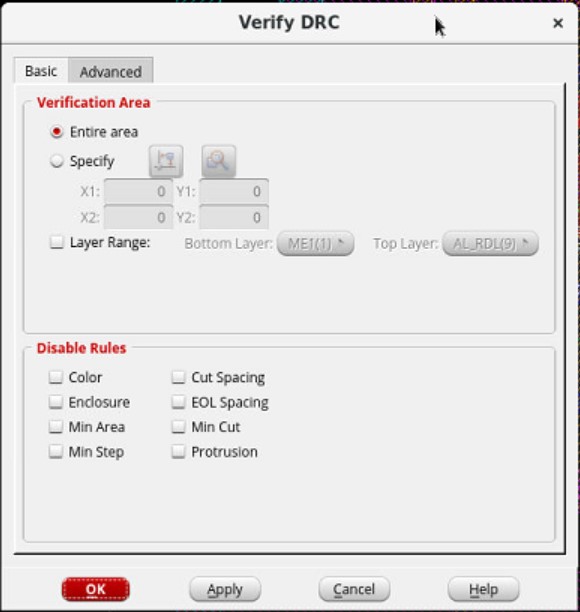 Verify DRC
Basic Advanced
Verification Area
Entire area
Specify
X1: 0 Y1: 0
X2: 0 Y2: 0
Layer Range: Bottom Layer: ME1(1) Top Layer: AL_RDL(9)
Disable Rules
Color Cut Spacing
Enclosure EOL Spacing
Min Area Min Cut
Min Step Protrusion
OK Apply Cancel Help